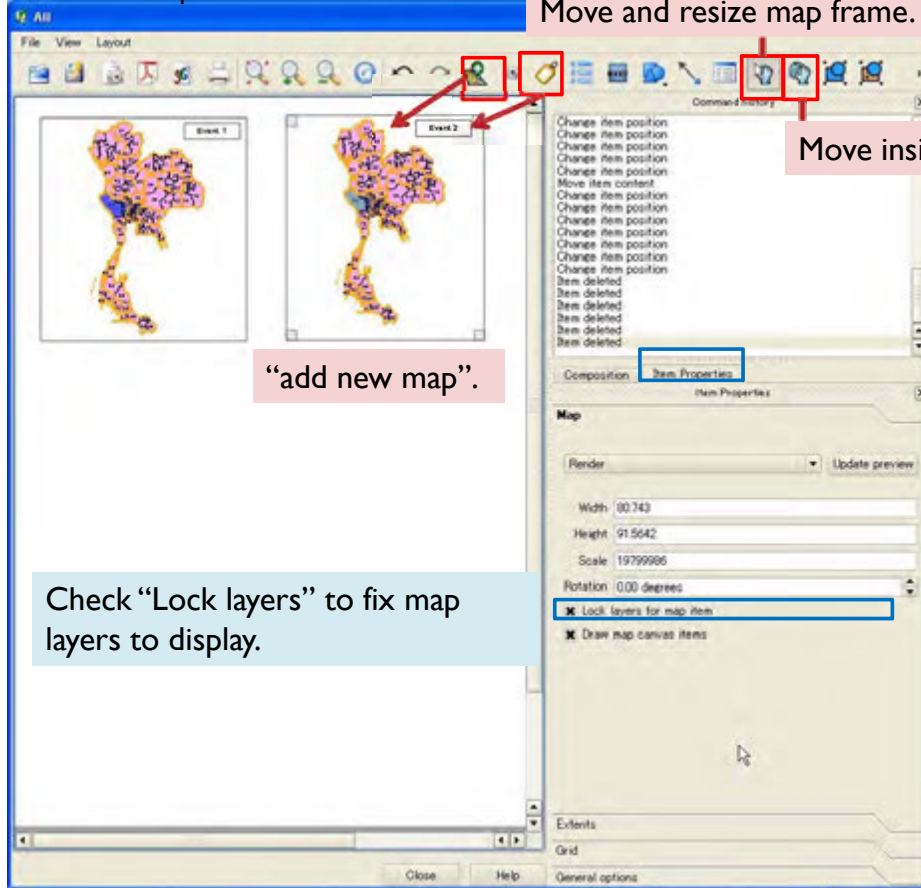 Move and resize map frame.
All
File View Layout
Command history
Event 1
Event 2
Change item position
Change item position
Change item position
Change item position
Move insi
Change item position
Move item content
Change item position
Change item position
Change item position
Change item position
Change item position
Change item position
Item deleted
Item deleted
Item deleted
Item deleted
Item deleted
Item deleted
“add new map”.
Composition Item Properties
Item Properties
Map
Render Update preview
Width 80.743
Height 91.5642
Scale 19799986
Rotation 0.00 degrees
Check “Lock layers” to fix map
layers to display.
Lock layers for map item
Draw map canvas items
Extents
Grid
Close Help
General options